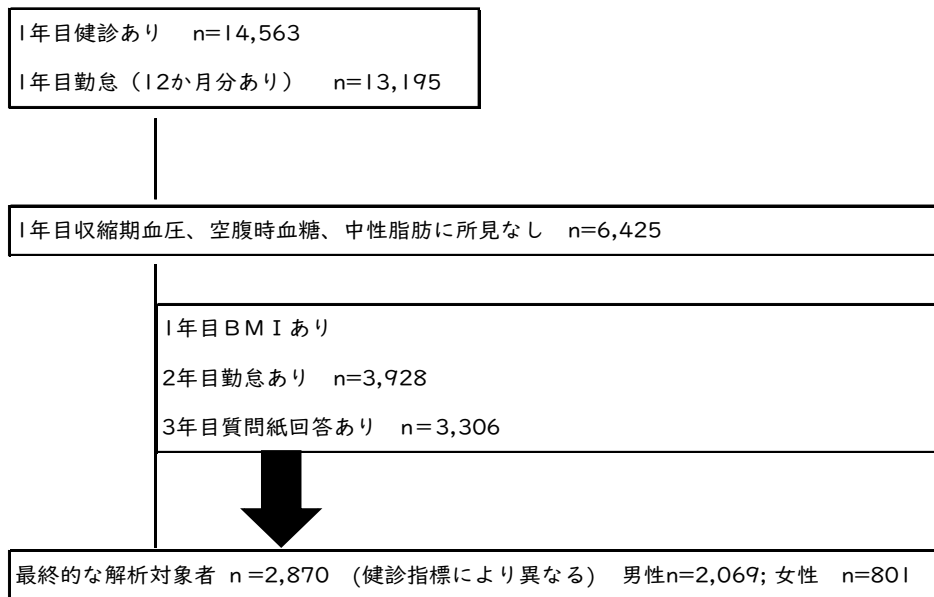 1年目健診あり n=14,563
1年目勤怠（12か月分あり） n=13,195
1年目収縮期血圧、空腹時血糖、中性脂肪に所見なし n=6,425
1年目ＢＭＩあり
2年目勤怠あり n=3,928
3年目質問紙回答あり n＝3,306
最終的な解析対象者 n =2,870 (健診指標により異なる) 男性n=2,069; 女性 n=801